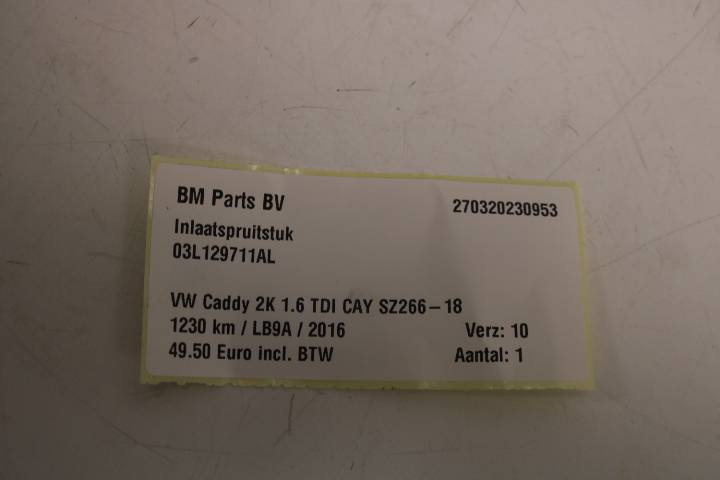 BM Parts BV 270320230953
Inlaatspruitstuk
03L129711AL
VW Caddy 2K 1.6 TDI CAY SZ266-18
1230 km / LB9A / 2016 Verz: 10
49.50 Euro incl. BTW Aantal: 1